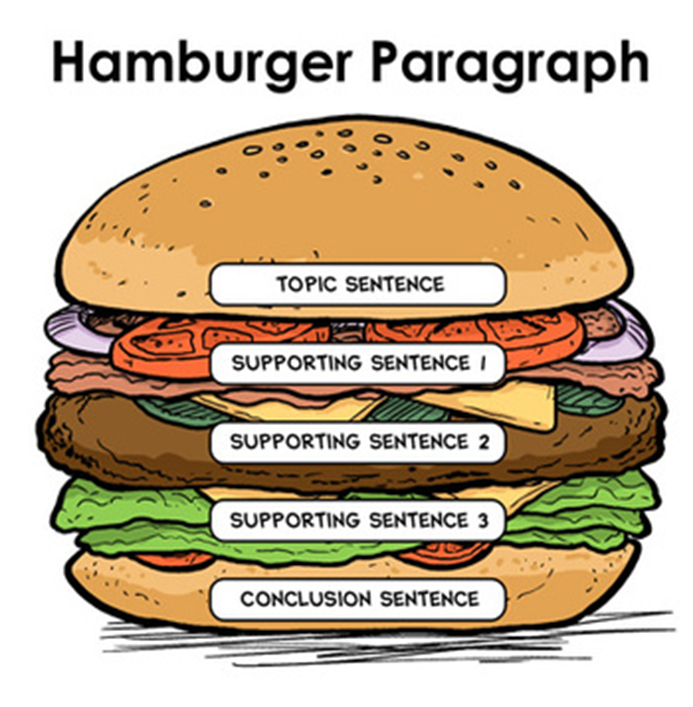 Hamburger Paragraph
TOPIC SENTENCE
SUPPORTING SENTENCE 1
SUPPORTING SENTENCE 2
SUPPORTING SENTENCE 3
CONCLUSION SENTENCE